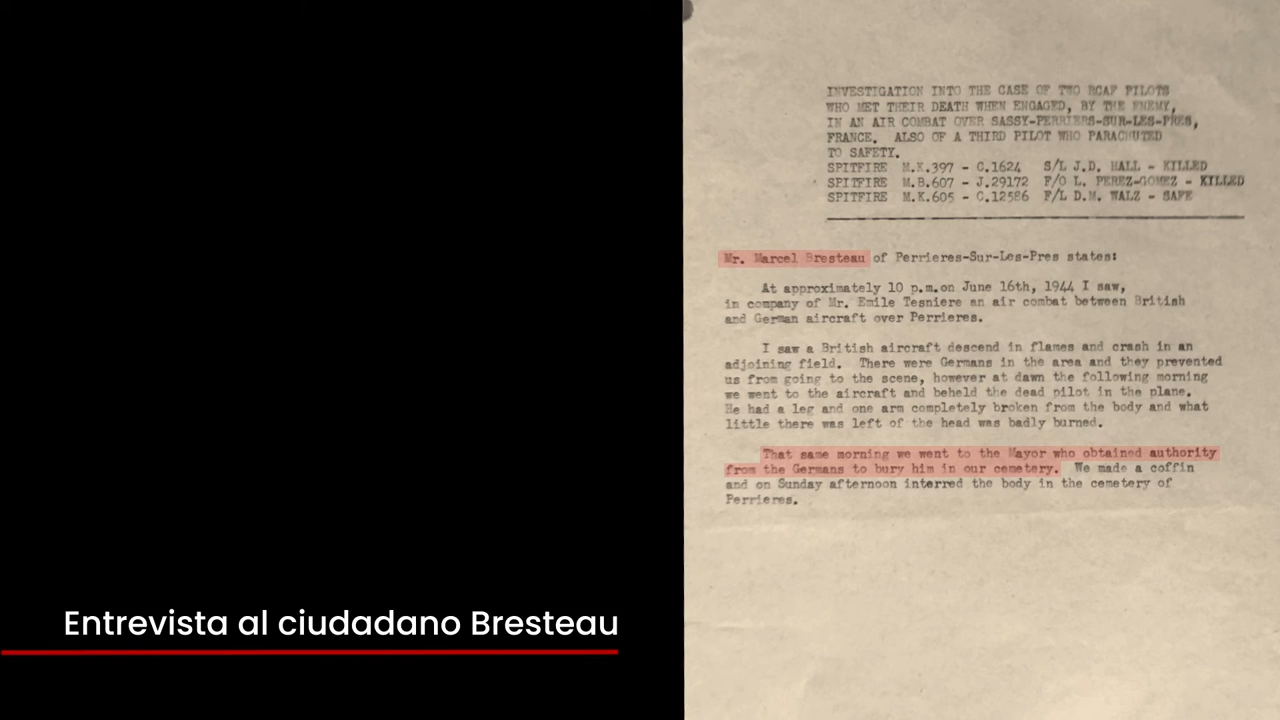 Entrevista al ciudadano Bresteau
INVESTIGATION INTO THE CASE OF TWO RCAF PILOTS
WHO MET THEIR DEATH WHEN ENGAGED, BY THE ENEMY,
IN AN AIR COMBAT OVER SASSY-PERRIERS-SUR-LES-PRES,
FRANCE. ALSO OF A THIRD PILOT WHO PARACHUTED
TO SAFETY.
SPITFIRE M.K.397 - C.1624 S/L J.D. HALL - KILLED
SPITFIRE M.B.607 - J.29172 F/O L. PEREZ-GOMEZ - KILLED
SPITFIRE M.K.605 - C.12586 F/L D.M. WALZ - SAFE
Mr. Marcel Bresteau of Perrieres-Sur-Les-Pres states:
At approximately 10 p.m.on June 16th, 1944 I saw,
in company of Mr. Emile Tesniere an air combat between British
and German aircraft over Perrieres.
I saw a British aircraft descend in flames and crash in an
adjoining field. There were Germans in the area and they prevented
us from going to the scene, however at dawn the following morning
we went to the aircraft and beheld the dead pilot in the plane.
He had a leg and one arm completely broken from the body and what
little there was left of the head was badly burned.
That same morning we went to the Mayor who obtained authority
from the Germans to bury him in our cemetery. We made a coffin
and on Sunday afternoon interred the body in the cemetery of
Perrieres.